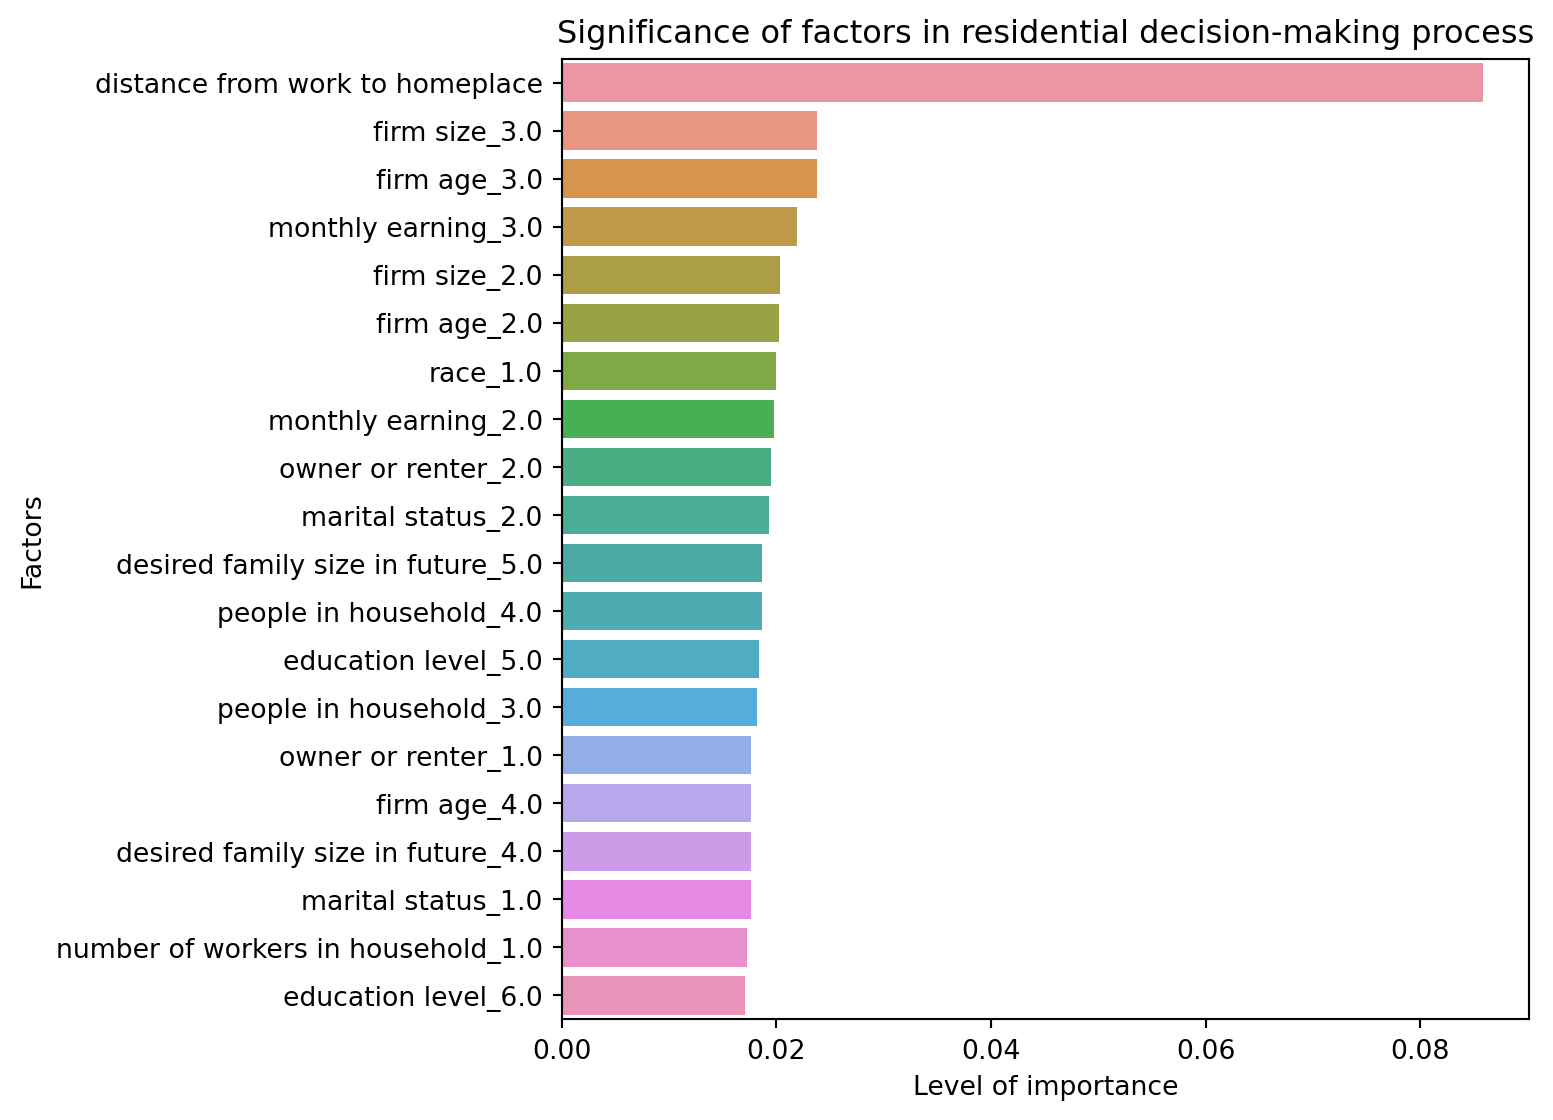 Significance of factors in residential decision-making process
distance from work to homeplace
firm size_3.0
firm age_3.0
monthly earning_3.0
firm size_2.0
firm age_2.0
race_1.0
monthly earning_2.0
owner or renter_2.0
marital status_2.0
desired family size in future_5.0
people in household_4.0
education level_5.0
people in household_3.0
owner or renter_1.0
firm age_4.0
desired family size in future_4.0
marital status_1.0
number of workers in household_1.0
education level_6.0
Factors
0.00 0.02 0.04 0.06 0.08
Level of importance